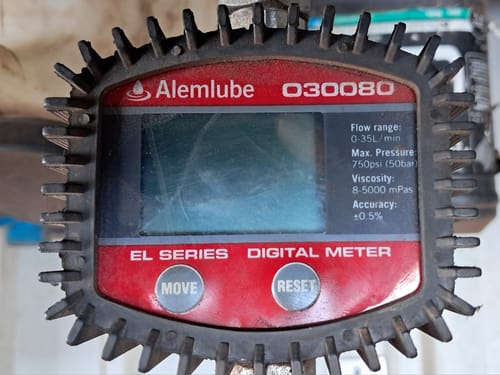 Alemlube 030080
Flow range:
0-35L/min
Max. Pressure:
750psi (50bar)
Viscosity:
8-5000 mPas
Accuracy:
±0.5%
EL SERIES DIGITAL METER
MOVE RESET